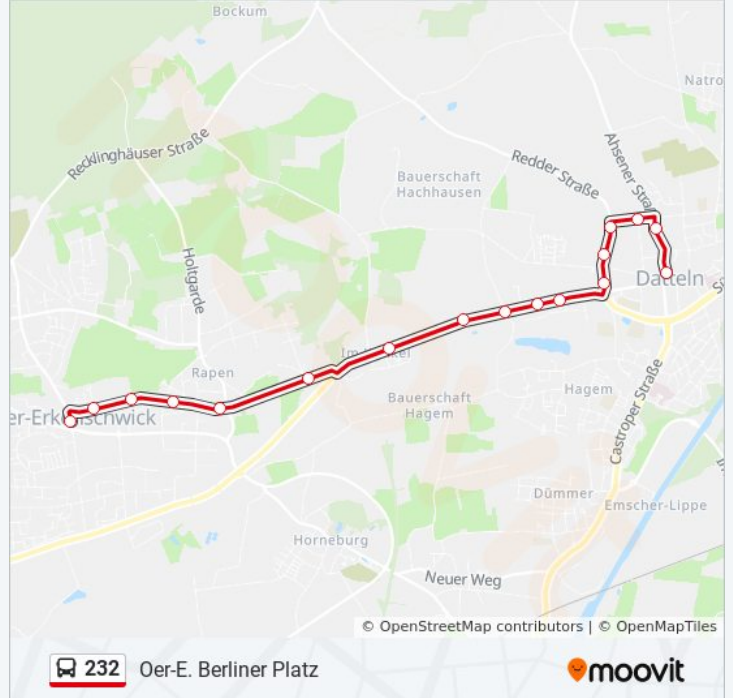 Bockum
Natro
Recklinghäuser Straße
Redder Straße
Ahsener Straß
Bauerschaft
Hachhausen
Holtgarde
Datteln
Rapen
Hagem
Bauerschaft
Hagem
Castroper Straße
er-Erkenschwick
Dümmer
Emscher-Lippe
Horneburg
Neuer Weg
© OpenStreetMap contributors | © OpenMapTiles
232 Oer-E. Berliner Platz
moovit